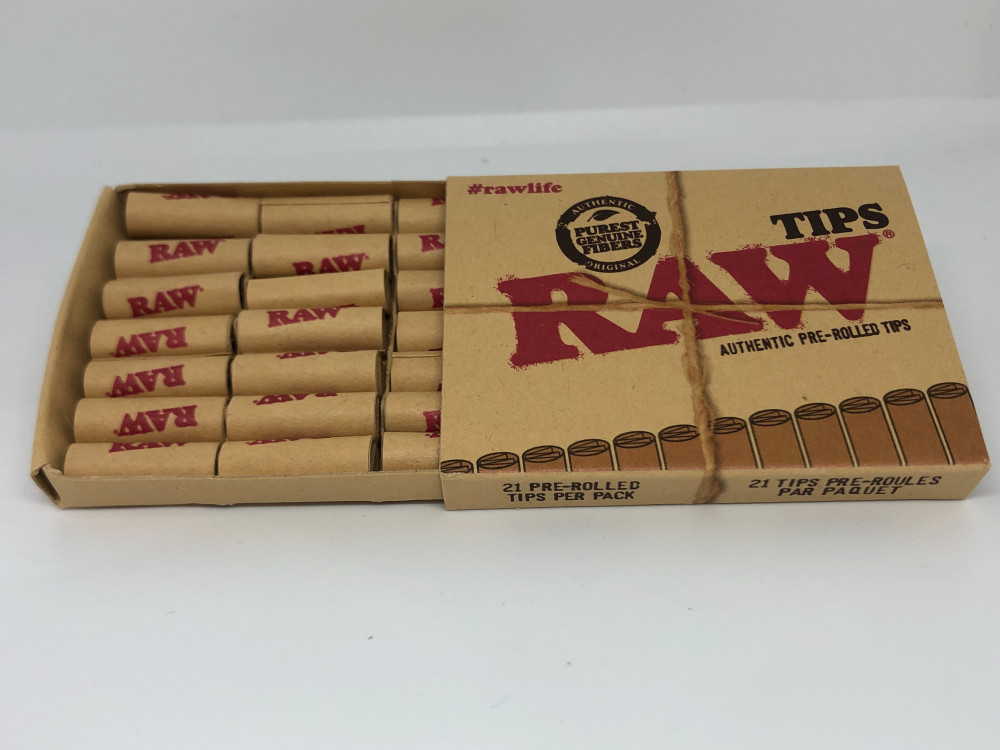 #rawlife
AUTHENTIC
PUREST
GENUINE
FIBERS
ORIGINAL
TIPS
RAW®
AUTHENTIC PRE-ROLLED TIPS
21 PRE-ROLLED
TIPS PER PACK
21 TIPS PRE-ROULES
PAR PAQUET
RAW
RAW
RAW
RAW
RAW
RAW
RAW
RAW